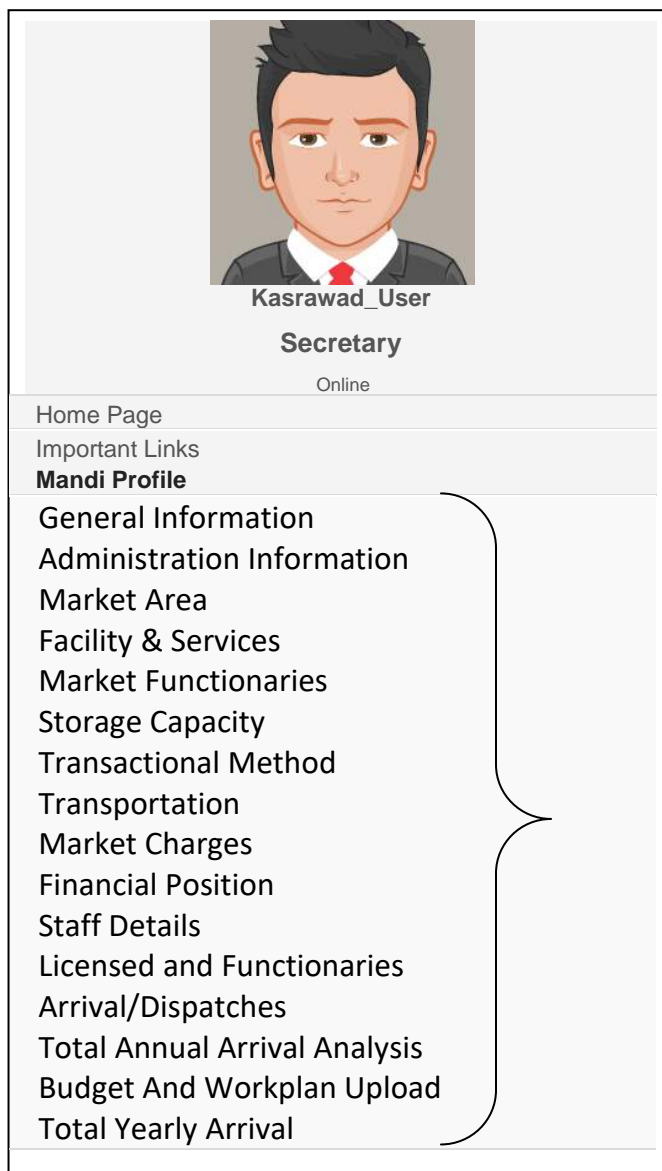 Kasrawad_User
Secretary
Online
Home Page
Important Links
Mandi Profile
General Information
Administration Information
Market Area
Facility & Services
Market Functionaries
Storage Capacity
Transactional Method
Transportation
Market Charges
Financial Position
Staff Details
Licensed and Functionaries
Arrival/Dispatches
Total Annual Arrival Analysis
Budget And Workplan Upload
Total Yearly Arrival